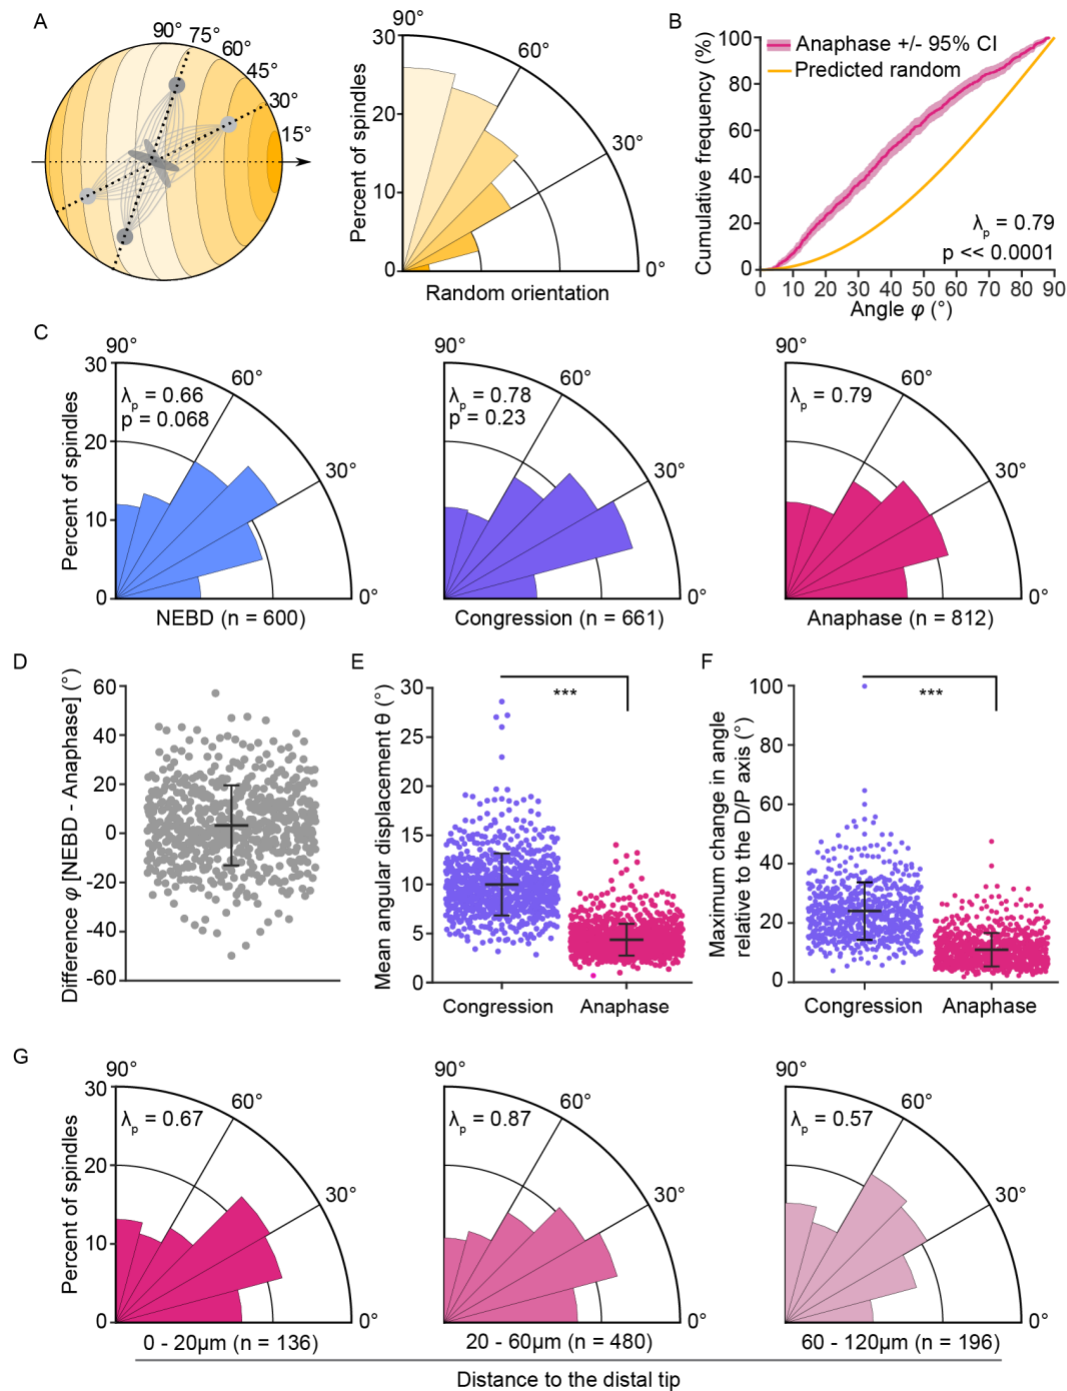 A
90°
75°
60°
45°
30°
15°
90°
30
60°
30°
20
10
0
0°
Percent of spindles
Random orientation
B
Anaphase +/- 95% CI
Predicted random
100
80
60
40
20
0
Cumulative frequency (%)
λp = 0.79
p << 0.0001
0 10 20 30 40 50 60 70 80 90
Angle φ (°)
C
90°
30
60°
λp = 0.66
p = 0.068
20
30°
10
0
0°
Percent of spindles
NEBD (n = 600)
90°
60°
λp = 0.78
p = 0.23
30°
0°
Congression (n = 661)
90°
60°
λp = 0.79
30°
0°
Anaphase (n = 812)
D
60
40
20
0
-20
-40
-60
Difference φ [NEBD - Anaphase] (°)
E
30
25
20
15
10
5
0
Mean angular displacement θ (°)
***
Congression Anaphase
F
100
80
60
40
20
0
Maximum change in angle
relative to the D/P axis (°)
***
Congression Anaphase
G
90°
30
60°
λp = 0.67
20
30°
10
0
0°
Percent of spindles
0 - 20μm (n = 136)
90°
60°
λp = 0.87
30°
0°
20 - 60μm (n = 480)
90°
60°
λp = 0.57
30°
0°
60 - 120μm (n = 196)
Distance to the distal tip